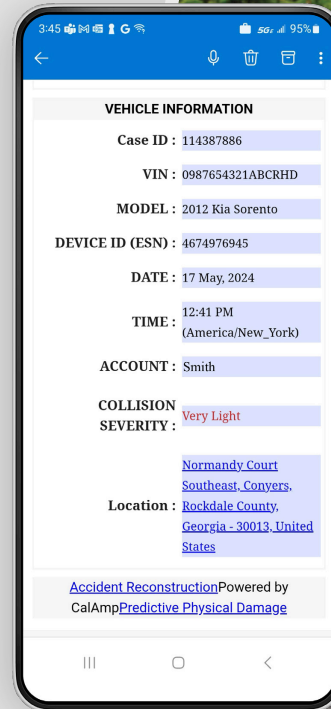 3:45 G 5GE 95%
VEHICLE INFORMATION
Case ID : 114387886
VIN : 0987654321ABCRHD
MODEL : 2012 Kia Sorento
DEVICE ID (ESN) : 4674976945
DATE : 17 May, 2024
TIME : 12:41 PM
(America/New_York)
ACCOUNT : Smith
COLLISION
SEVERITY : Very Light
Location : Normandy Court
Southeast, Conyers,
Rockdale County,
Georgia - 30013, United
States
Accident ReconstructionPowered by
CalAmpPredictive Physical Damage